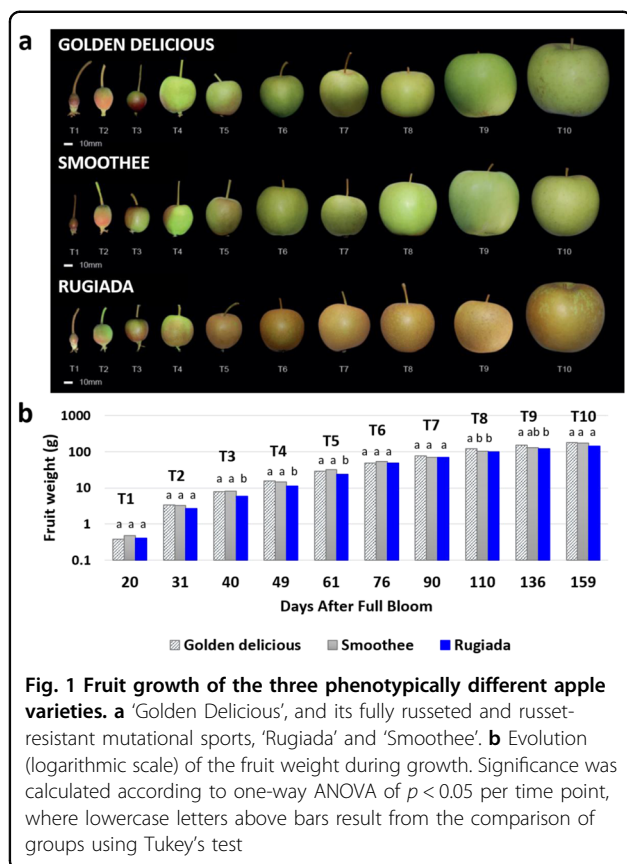 a
GOLDEN DELICIOUS
T1 T2 T3 T4 T5 T6 T7 T8 T9 T10
10mm
SMOOTHEE
T1 T2 T3 T4 T5 T6 T7 T8 T9 T10
10mm
RUGIADA
T1 T2 T3 T4 T5 T6 T7 T8 T9 T10
10mm
b
Fruit weight (g)
1000
100
10
1
0.1
T1 T2 T3 T4 T5 T6 T7 T8 T9 T10
a a a a a a a a b a a b a a b a a a a a a a b b a ab b a a a
20 31 40 49 61 76 90 110 136 159
Days After Full Bloom
Golden delicious Smoothee Rugiada
Fig. 1 Fruit growth of the three phenotypically different apple
varieties. a ‘Golden Delicious’, and its fully russeted and russet-
resistant mutational sports, ‘Rugiada’ and ‘Smoothee’. b Evolution
(logarithmic scale) of the fruit weight during growth. Significance was
calculated according to one-way ANOVA of p < 0.05 per time point,
where lowercase letters above bars result from the comparison of
groups using Tukey’s test